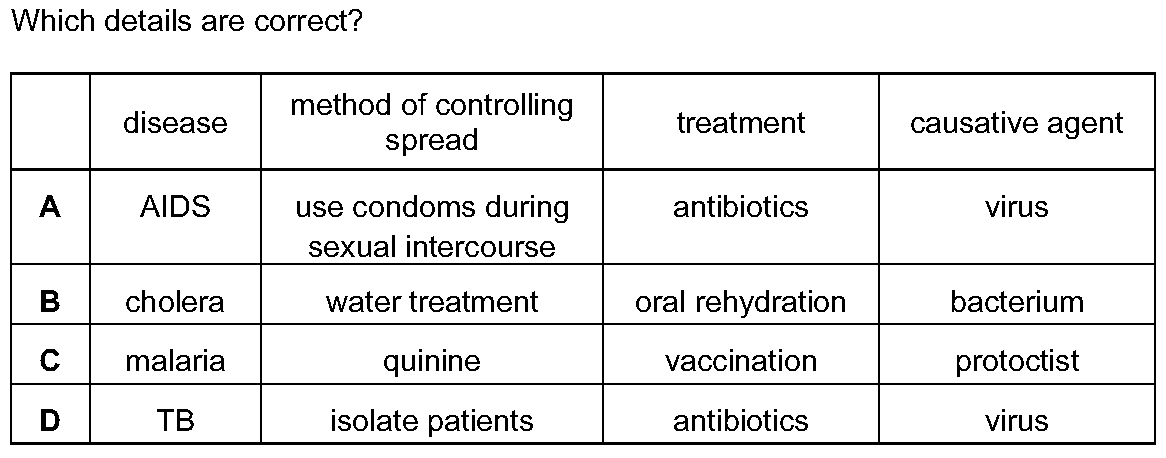 Which details are correct?
disease method of controlling spread treatment causative agent
A AIDS use condoms during sexual intercourse antibiotics virus
B cholera water treatment oral rehydration bacterium
C malaria quinine vaccination protoctist
D TB isolate patients antibiotics virus